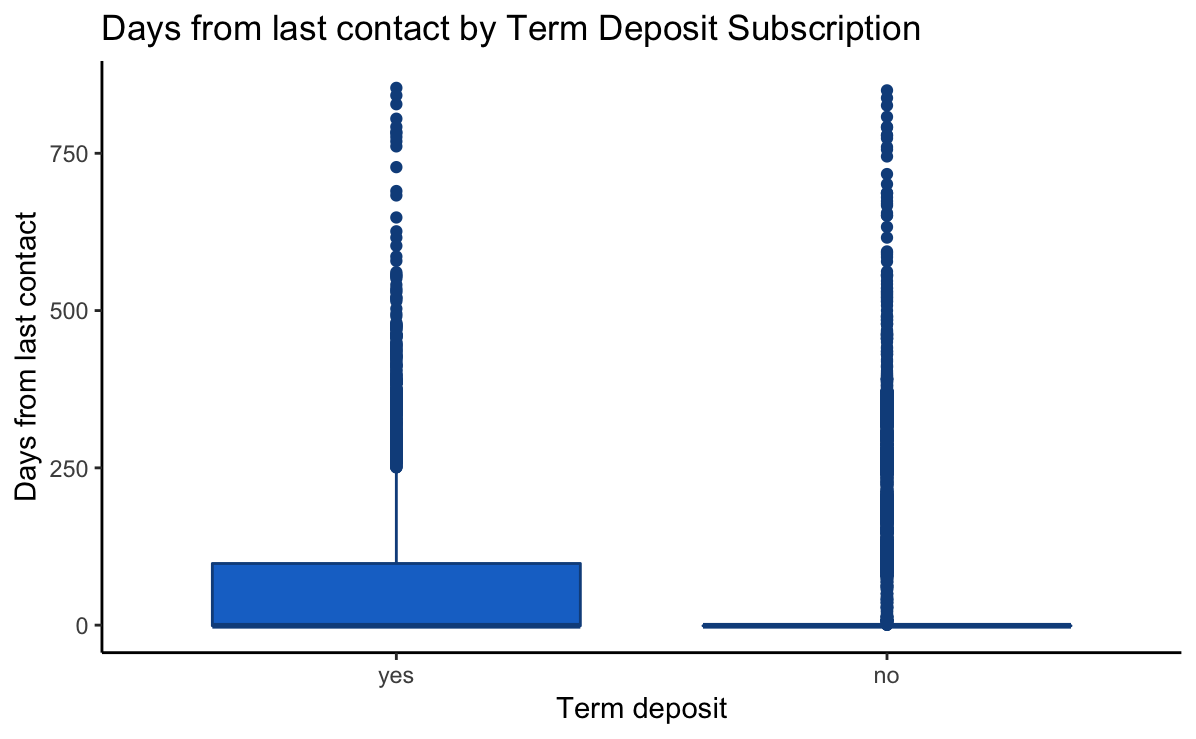 Days from last contact by Term Deposit Subscription
Days from last contact
750
500
250
0
yes
no
Term deposit